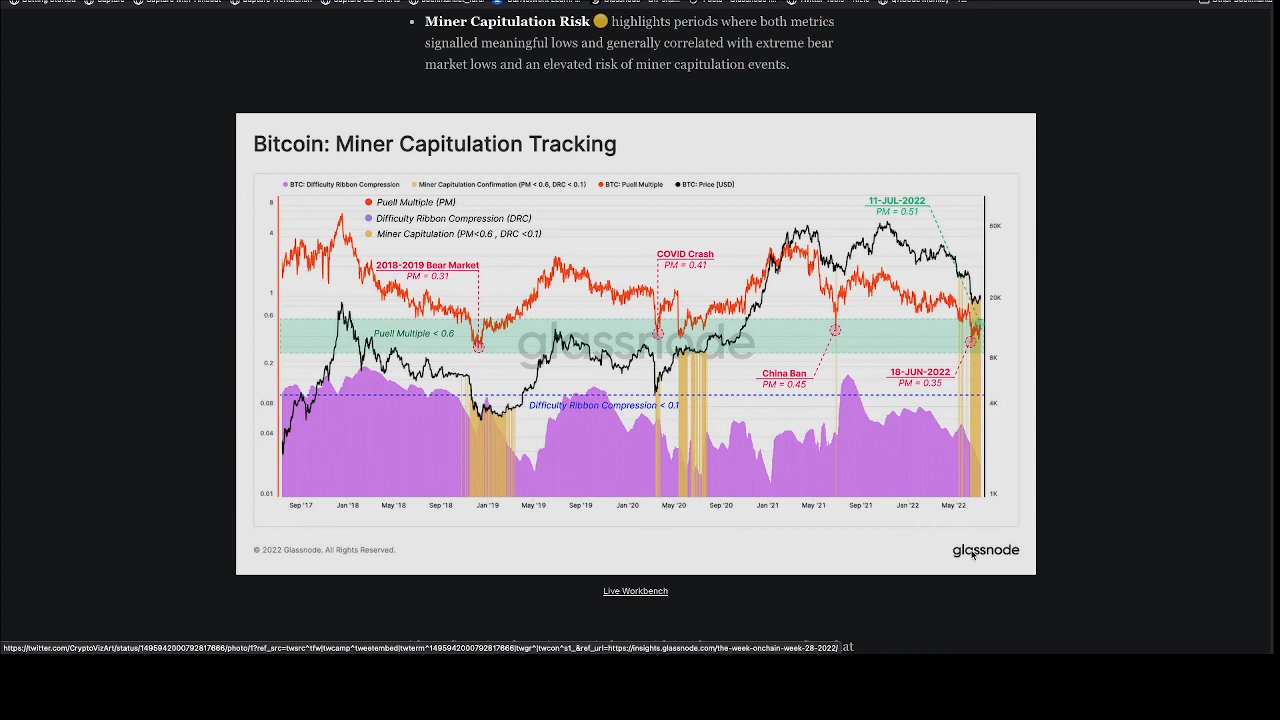 Miner Capitulation Risk highlights periods where both metrics
signalled meaningful lows and generally correlated with extreme bear
market lows and an elevated risk of miner capitulation events.
Bitcoin: Miner Capitulation Tracking
BTC: Difficulty Ribbon Compression Miner Capitulation Confirmation (PM < 0.6, DRC < 0.1) BTC: Puell Multiple BTC: Price [USD]
Puell Multiple (PM)
Difficulty Ribbon Compression (DRC)
Miner Capitulation (PM<0.6 , DRC <0.1)
11-JUL-2022
PM = 0.51
2018-2019 Bear Market
PM = 0.31
COVID Crash
PM = 0.41
Puell Multiple < 0.6
glassnode
China Ban
PM = 0.45
18-JUN-2022
PM = 0.35
Difficulty Ribbon Compression < 0.1
8
4
1
0.6
0.2
0.08
0.04
0.01
60K
20K
8K
4K
1K
Sep '17 Jan '18 May '18 Sep '18 Jan '19 May '19 Sep '19 Jan '20 May '20 Sep '20 Jan '21 May '21 Sep '21 Jan '22 May '22
© 2022 Glassnode. All Rights Reserved.
glassnode
Live Workbench
at
https://twitter.com/CryptoVizArt/status/1495942000792817666/photo/1?ref_src=twsrc^tfw|twcamp^tweetembed|twterm^1495942000792817666|twgr^|twcon^s1_&ref_url=https://insights.glassnode.com/the-week-onchain-week-28-2022/